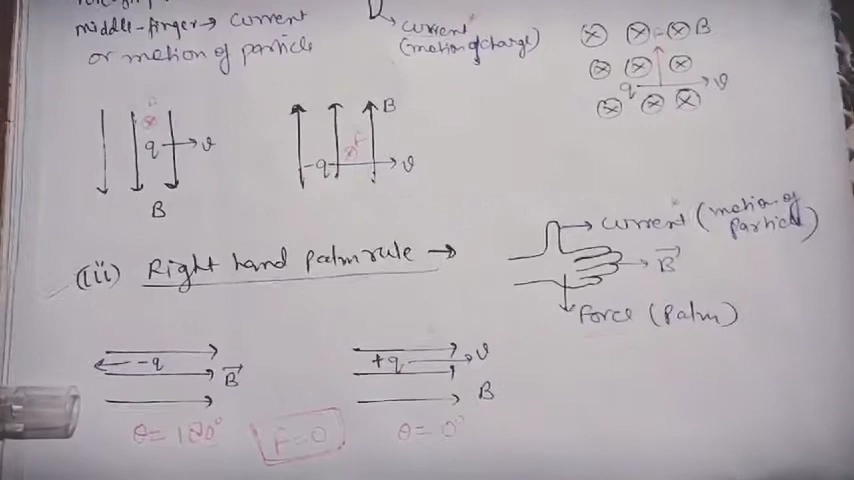 middle-finger→ current
or motion of particle
current
(motion of charge)
B
q
v
F
q
v
B
B
F
-q
v
(iii) Right hand palm rule →
current (motion of
particle)
B
Force (palm)
-q
B
θ= 180°
F=0
+q
v
B
θ= 0°